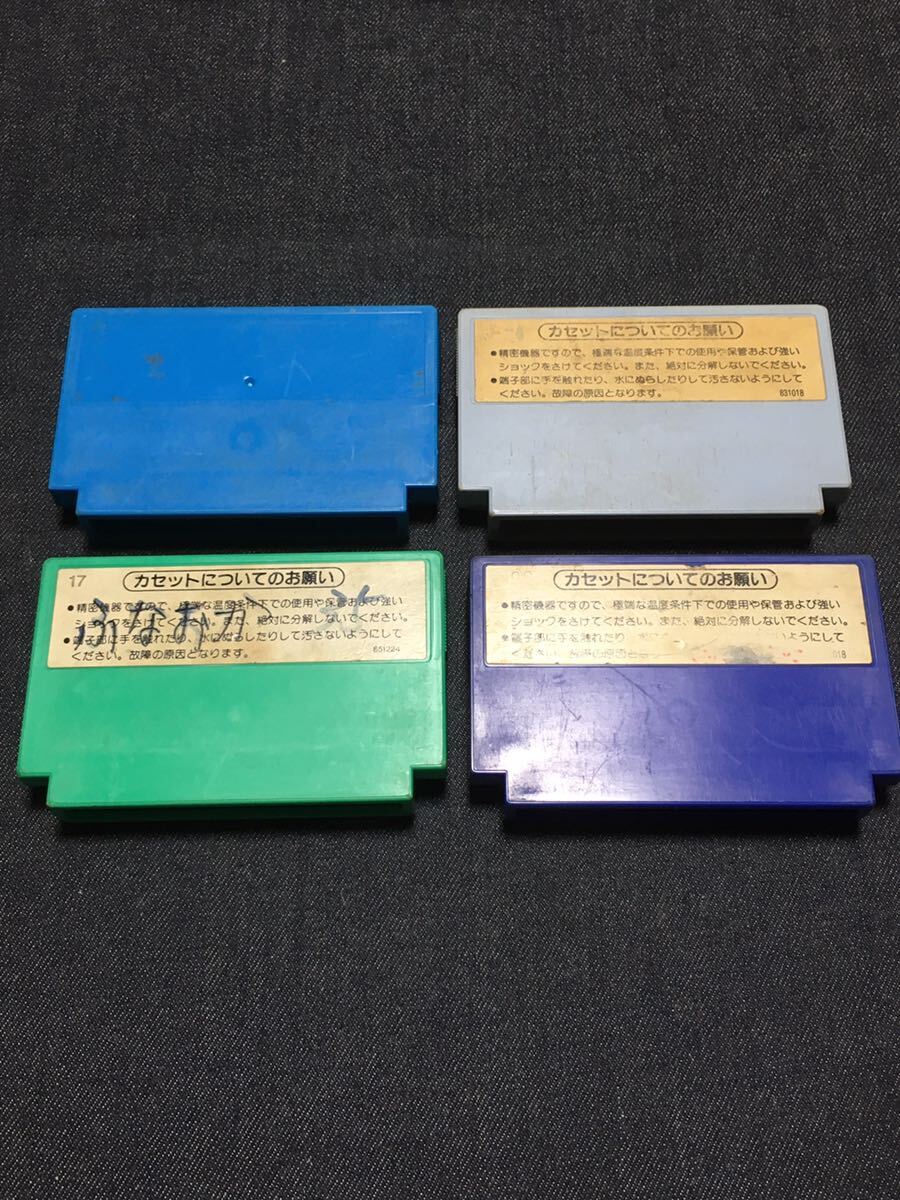 カセットについてのお願い
●精密機器ですので、極端な温度条件下での使用や保管および強い
ショックをさけてください。また、絶対に分解しないでください。
●端子部に手を触れたり、水にぬらしたりして汚さないようにして
ください。故障の原因となります。
631018
17
カセットについてのお願い
●精密機器ですので、極端な温度条件下での使用や保管および強い
ショックをさけてください。また、絶対に分解しないでください。
●端子部に手を触れたり、水にぬらしたりして汚さないようにして
ください。故障の原因となります。
651224
カセットについてのお願い
●精密機器ですので、極端な温度条件下での使用や保管および強い
ショックをさけてください。また、絶対に分解しないでください。
●端子部に手を触れたり いようにして
ください。故障の原因と
018